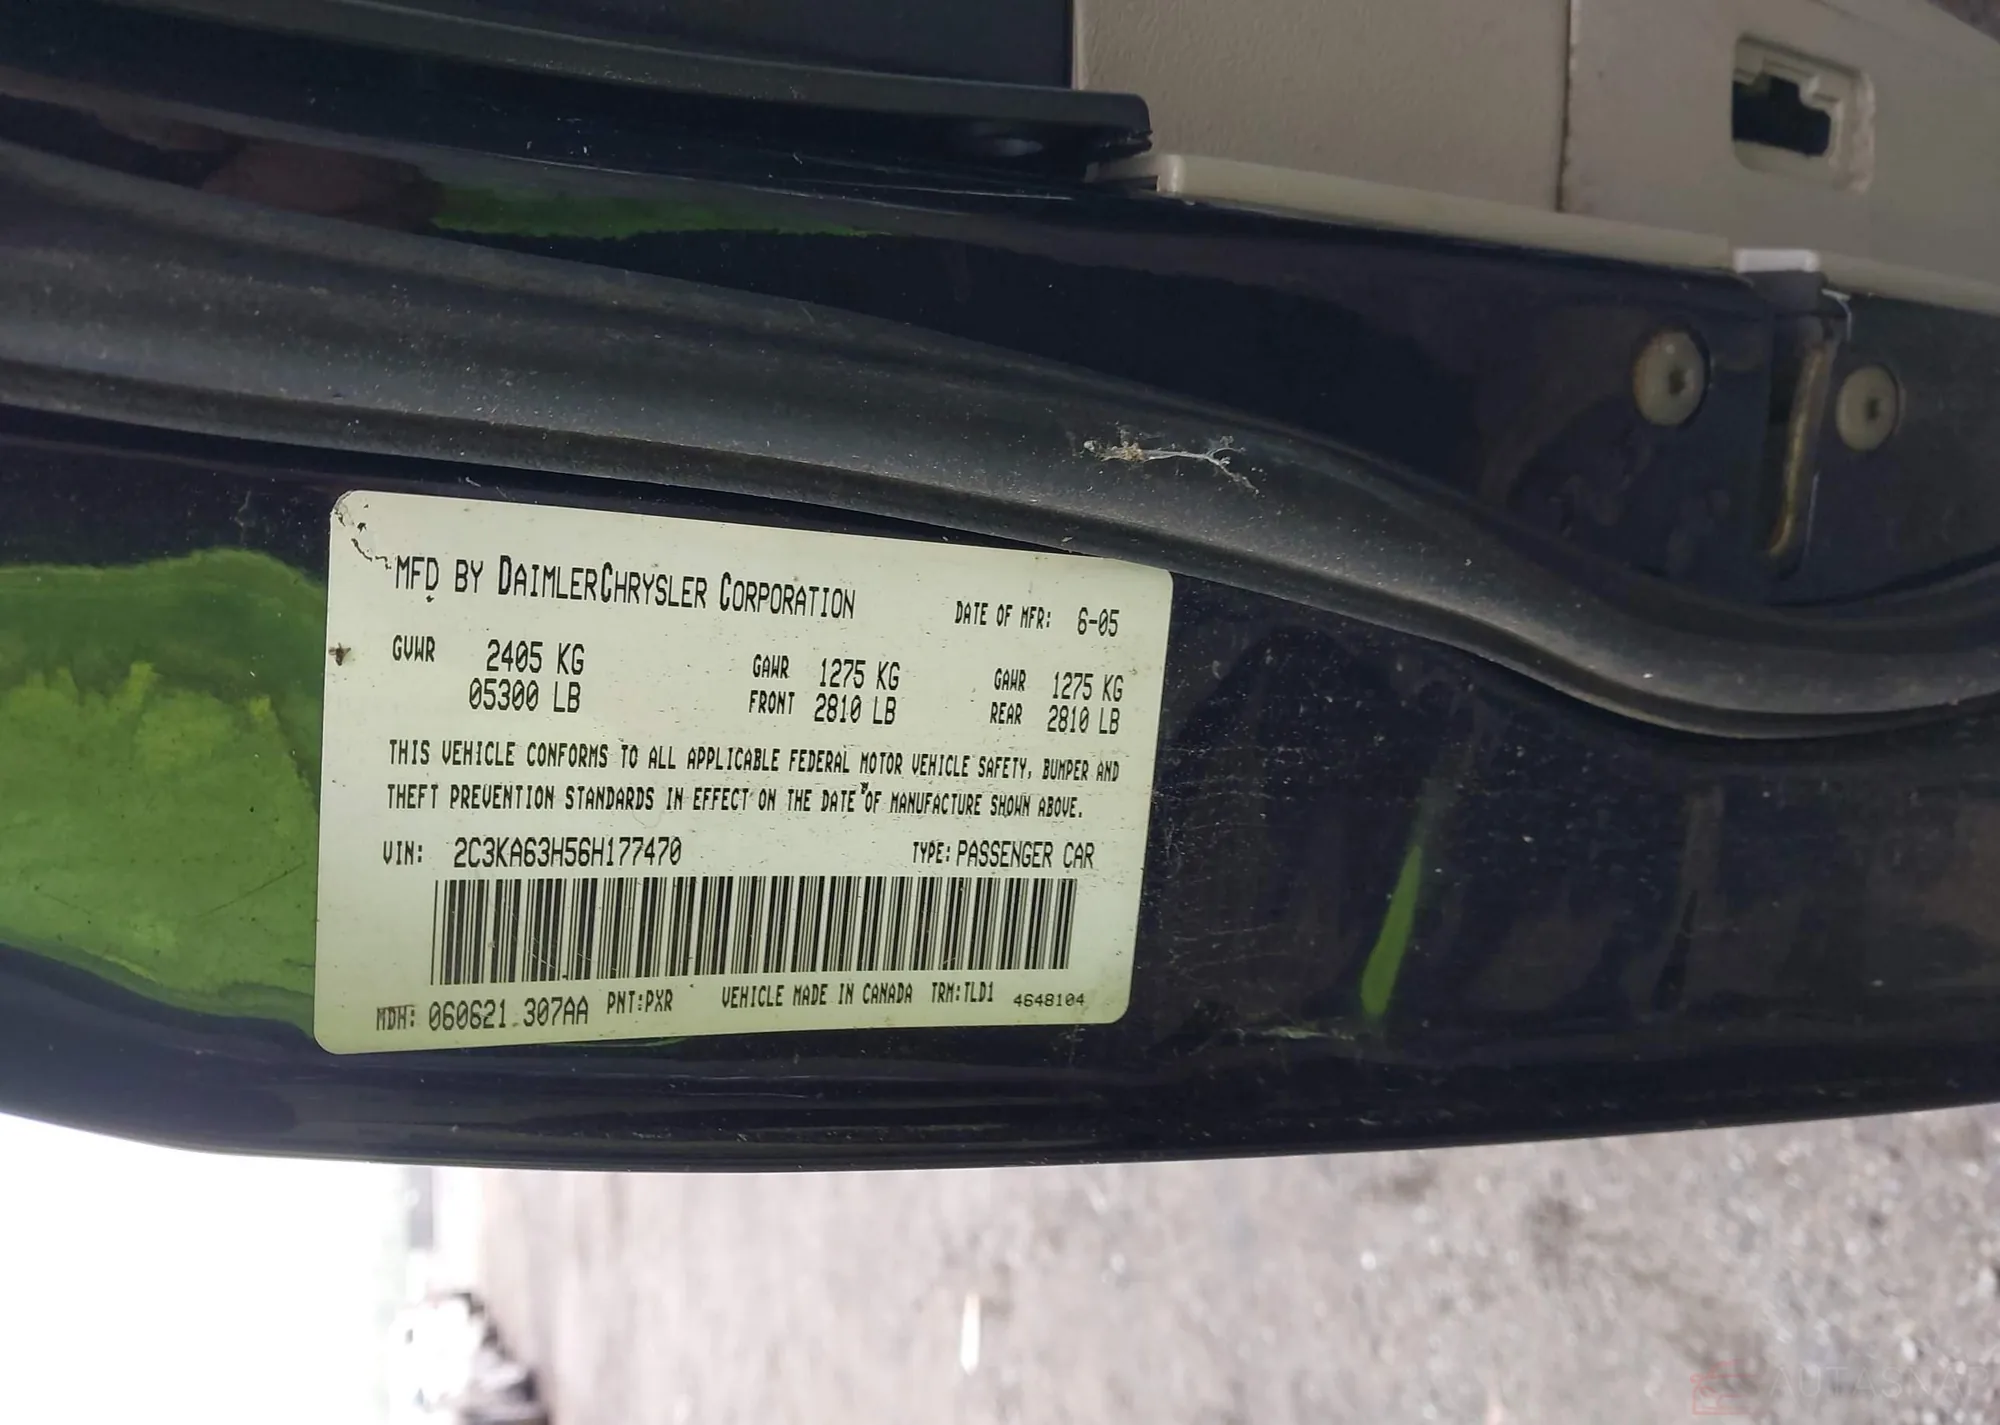 MFD BY DAIMLERCHRYSLER CORPORATION DATE OF MFR: 6-05
GVWR 2405 KG GAWR 1275 KG GAWR 1275 KG
05300 LB FRONT 2810 LB REAR 2810 LB
THIS VEHICLE CONFORMS TO ALL APPLICABLE FEDERAL MOTOR VEHICLE SAFETY, BUMPER AND
THEFT PREVENTION STANDARDS IN EFFECT ON THE DATE OF MANUFACTURE SHOWN ABOVE.
VIN: 2C3KA63H56H177470 TYPE: PASSENGER CAR
MDH: 060621 307AA PNT:PXR VEHICLE MADE IN CANADA TRM:TLD1 4648104